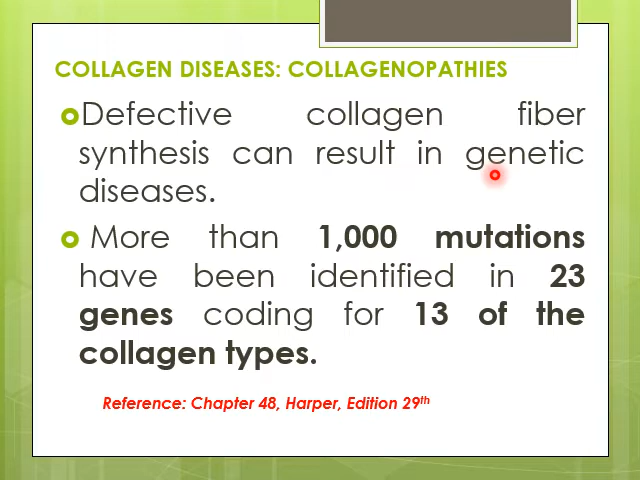 COLLAGEN DISEASES: COLLAGENOPATHIES
Defective collagen fiber
synthesis can result in genetic
diseases.
More than 1,000 mutations
have been identified in 23
genes coding for 13 of the
collagen types.
Reference: Chapter 48, Harper, Edition 29th